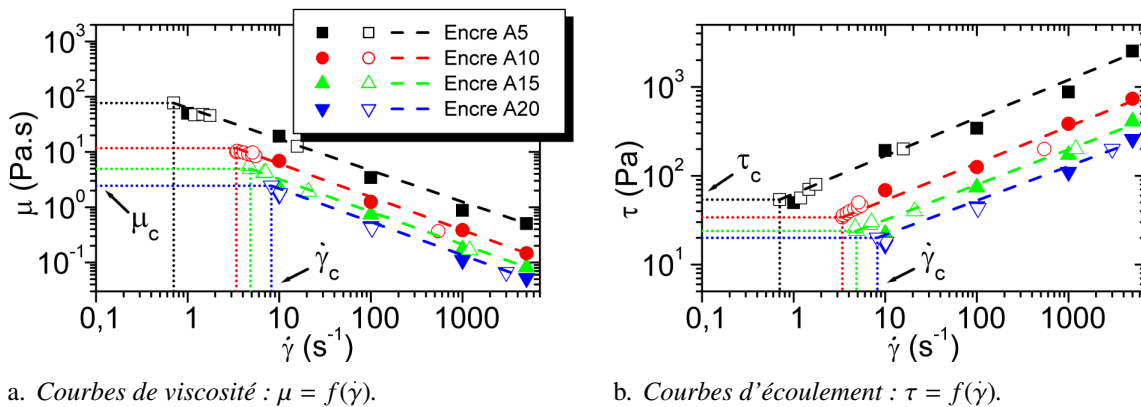 10³
10²
10¹
10⁰
10⁻¹
μ (Pa.s)
μc
γ̇c
0,1 1 10 100 1000
γ̇ (s⁻¹)
Encre A5
Encre A10
Encre A15
Encre A20
10³
10²
10¹
τ (Pa)
τc
γ̇c
0,1 1 10 100 1000
γ̇ (s⁻¹)
a. Courbes de viscosité : μ = f(γ̇).
b. Courbes d'écoulement : τ = f(γ̇).